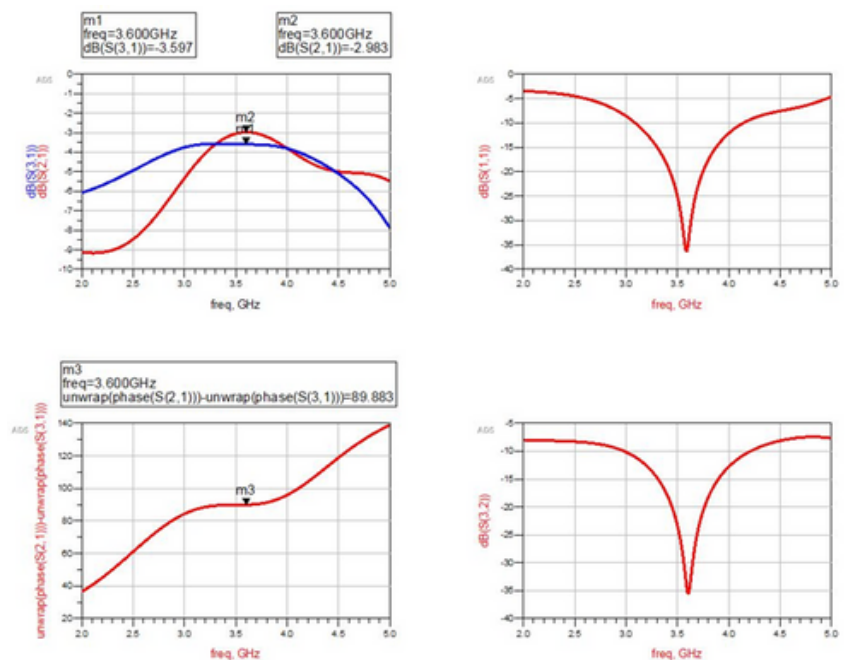 m1
freq=3.600GHz
dB(S(3,1))=-3.597
m2
freq=3.600GHz
dB(S(2,1))=-2.983
ADS
0
-1
-2
-3
-4
-5
-6
-7
-8
-9
-10
dB(S(3,1))
dB(S(2,1))
m2
2.0
2.5
3.0
3.5
4.0
4.5
5.0
freq, GHz
ADS
0
-5
-10
-15
-20
-25
-30
-35
-40
dB(S(1,1))
2.0
2.5
3.0
3.5
4.0
4.5
5.0
freq, GHz
m3
freq=3.600GHz
unwrap(phase(S(2,1)))-unwrap(phase(S(3,1)))=89.883
ADS
140
120
100
80
60
40
20
unwrap(phase(S(2,1)))-unwrap(phase(S(3,1)))
m3
2.0
2.5
3.0
3.5
4.0
4.5
5.0
freq, GHz
ADS
-5
-10
-15
-20
-25
-30
-35
-40
dB(S(3,2))
2.0
2.5
3.0
3.5
4.0
4.5
5.0
freq, GHz